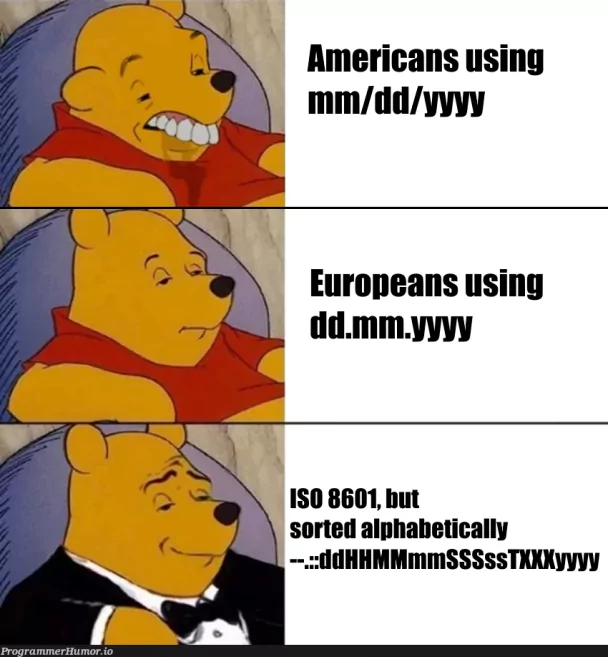 Americans using
mm/dd/yyyy
Europeans using
dd.mm.yyyy
ISO 8601, but
sorted alphabetically
--.::ddHHMMmmSSSssTXXXyyyy
ProgrammerHumor.io